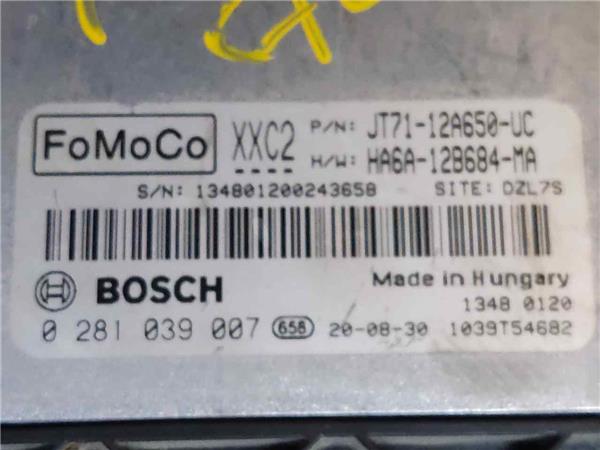 FoMoCo XXC2 P/N: JT71-12A650-UC
H/W: HA6A-12B684-MA
S/N: 134801200243658 SITE: DZL7S
BOSCH Made in Hungary
1348 0120
0 281 039 007 658 20-08-30 1039T54682